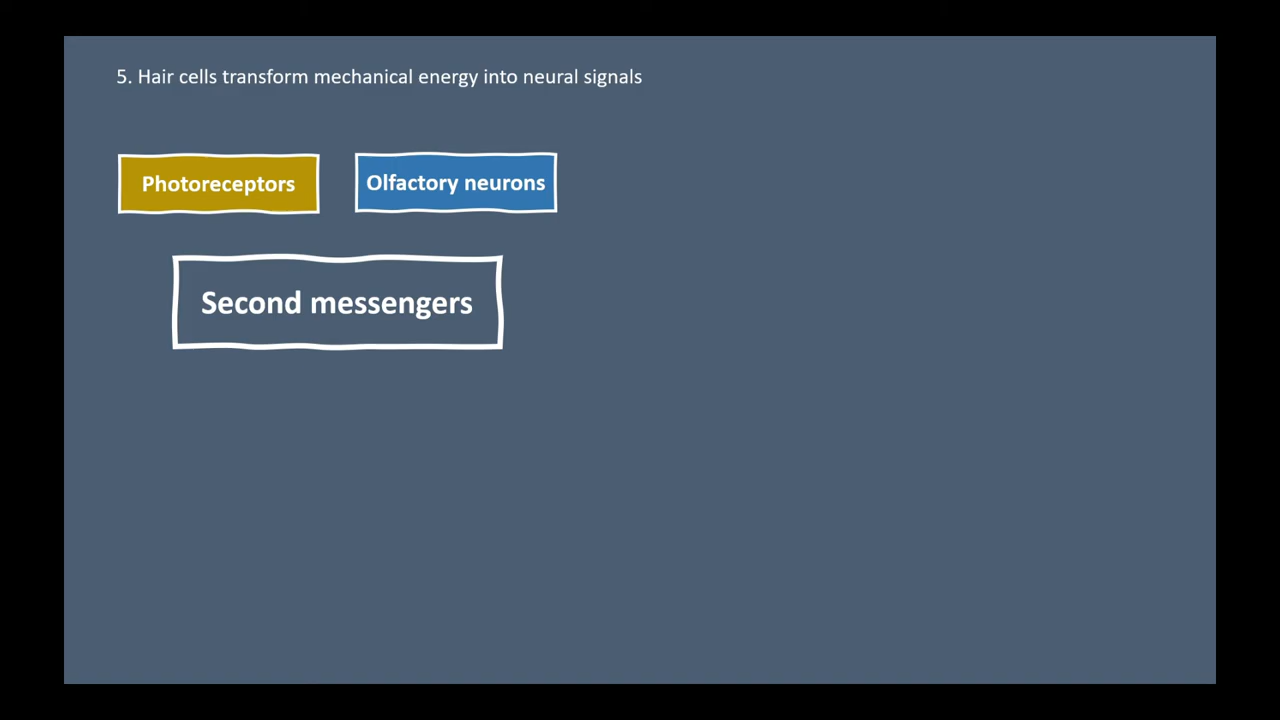 5. Hair cells transform mechanical energy into neural signals
Photoreceptors
Olfactory neurons
Second messengers